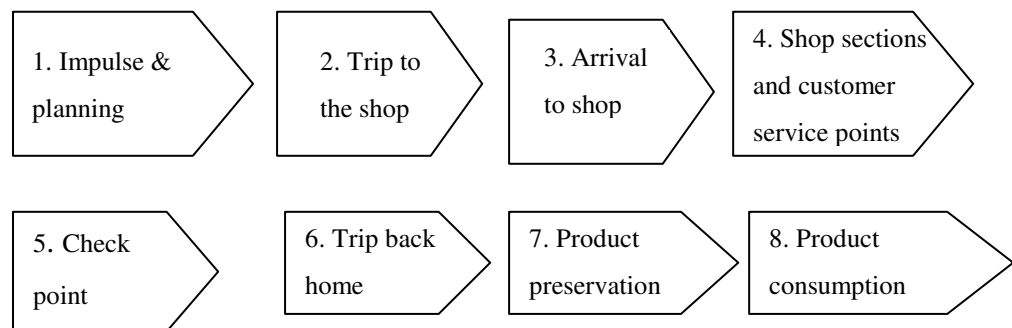 1. Impulse &
planning
2. Trip to
the shop
3. Arrival
to shop
4. Shop sections
and customer
service points
5. Check
point
6. Trip back
home
7. Product
preservation
8. Product
consumption